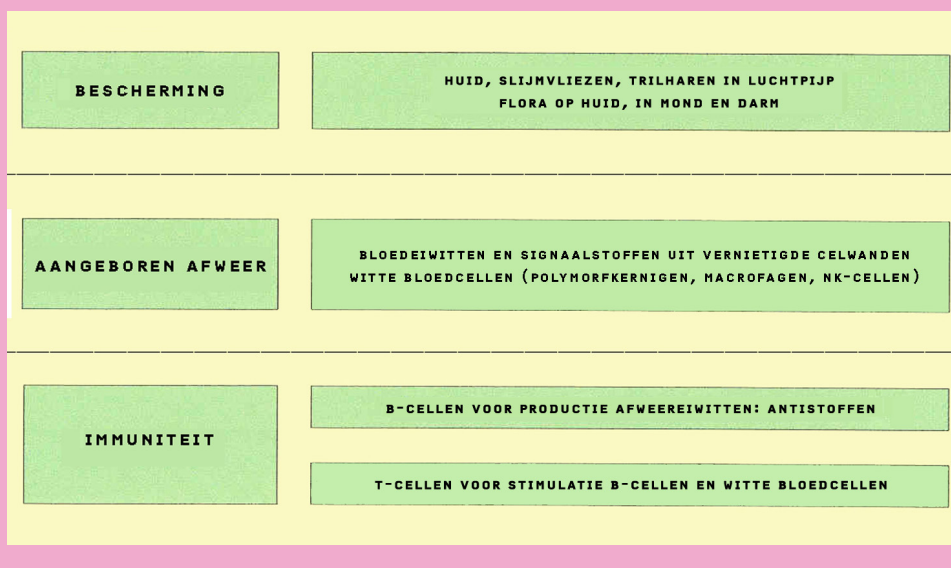 BESCHERMING
HUID, SLIJMVLIEZEN, TRILHAREN IN LUCHTPIJP
FLORA OP HUID, IN MOND EN DARM
AANGEBOREN AFWEER
BLOEDEIWITTEN EN SIGNAALSTOFFEN UIT VERNIETIGDE CELWANDEN
WITTE BLOEDCELLEN (POLYMORFKERNIGEN, MACROFAGEN, NK-CELLEN)
IMMUNITEIT
B-CELLEN VOOR PRODUCTIE AFWEEREIWITTEN: ANTISTOFFEN
T-CELLEN VOOR STIMULATIE B-CELLEN EN WITTE BLOEDCELLEN